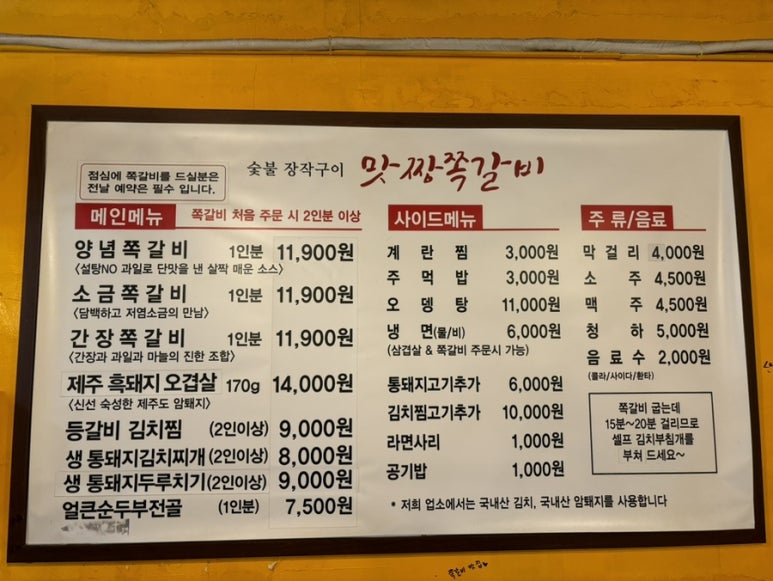 점심에 쪽갈비를 드실분은
전날 예약은 필수 입니다.
숯불 장작구이 맛짱쪽갈비
메인메뉴 쪽갈비 처음 주문 시 2인분 이상
양념쪽갈비 1인분 11,900원
<설탕NO 과일로 단맛을 낸 살짝 매운 소스>
소금쪽갈비 1인분 11,900원
<담백하고 저염소금의 만남>
간장쪽갈비 1인분 11,900원
<간장과 과일과 마늘의 진한 조합>
제주 흑돼지 오겹살 170g 14,000원
<신선 숙성한 제주도 암퇘지>
등갈비 김치찜 (2인이상) 9,000원
생 통돼지김치찌개 (2인이상) 8,000원
생 통돼지두루치기 (2인이상) 9,000원
얼큰순두부전골 (1인분) 7,500원
사이드메뉴
계란찜 3,000원
주먹밥 3,000원
오뎅탕 11,000원
냉면(물/비) 6,000원
(삼겹살 & 쪽갈비 주문시 가능)
통돼지고기추가 6,000원
김치찜고기추가 10,000원
라면사리 1,000원
공기밥 1,000원
* 저희 업소에서는 국내산 김치, 국내산 암퇘지를 사용합니다
주 류/음료
막걸리 4,000원
소주 4,500원
맥주 4,500원
청하 5,000원
음료수 2,000원
(콜라/사이다/환타)
쪽갈비 굽는데
15분~20분 걸리므로
셀프 김치부침개를
부쳐 드세요~